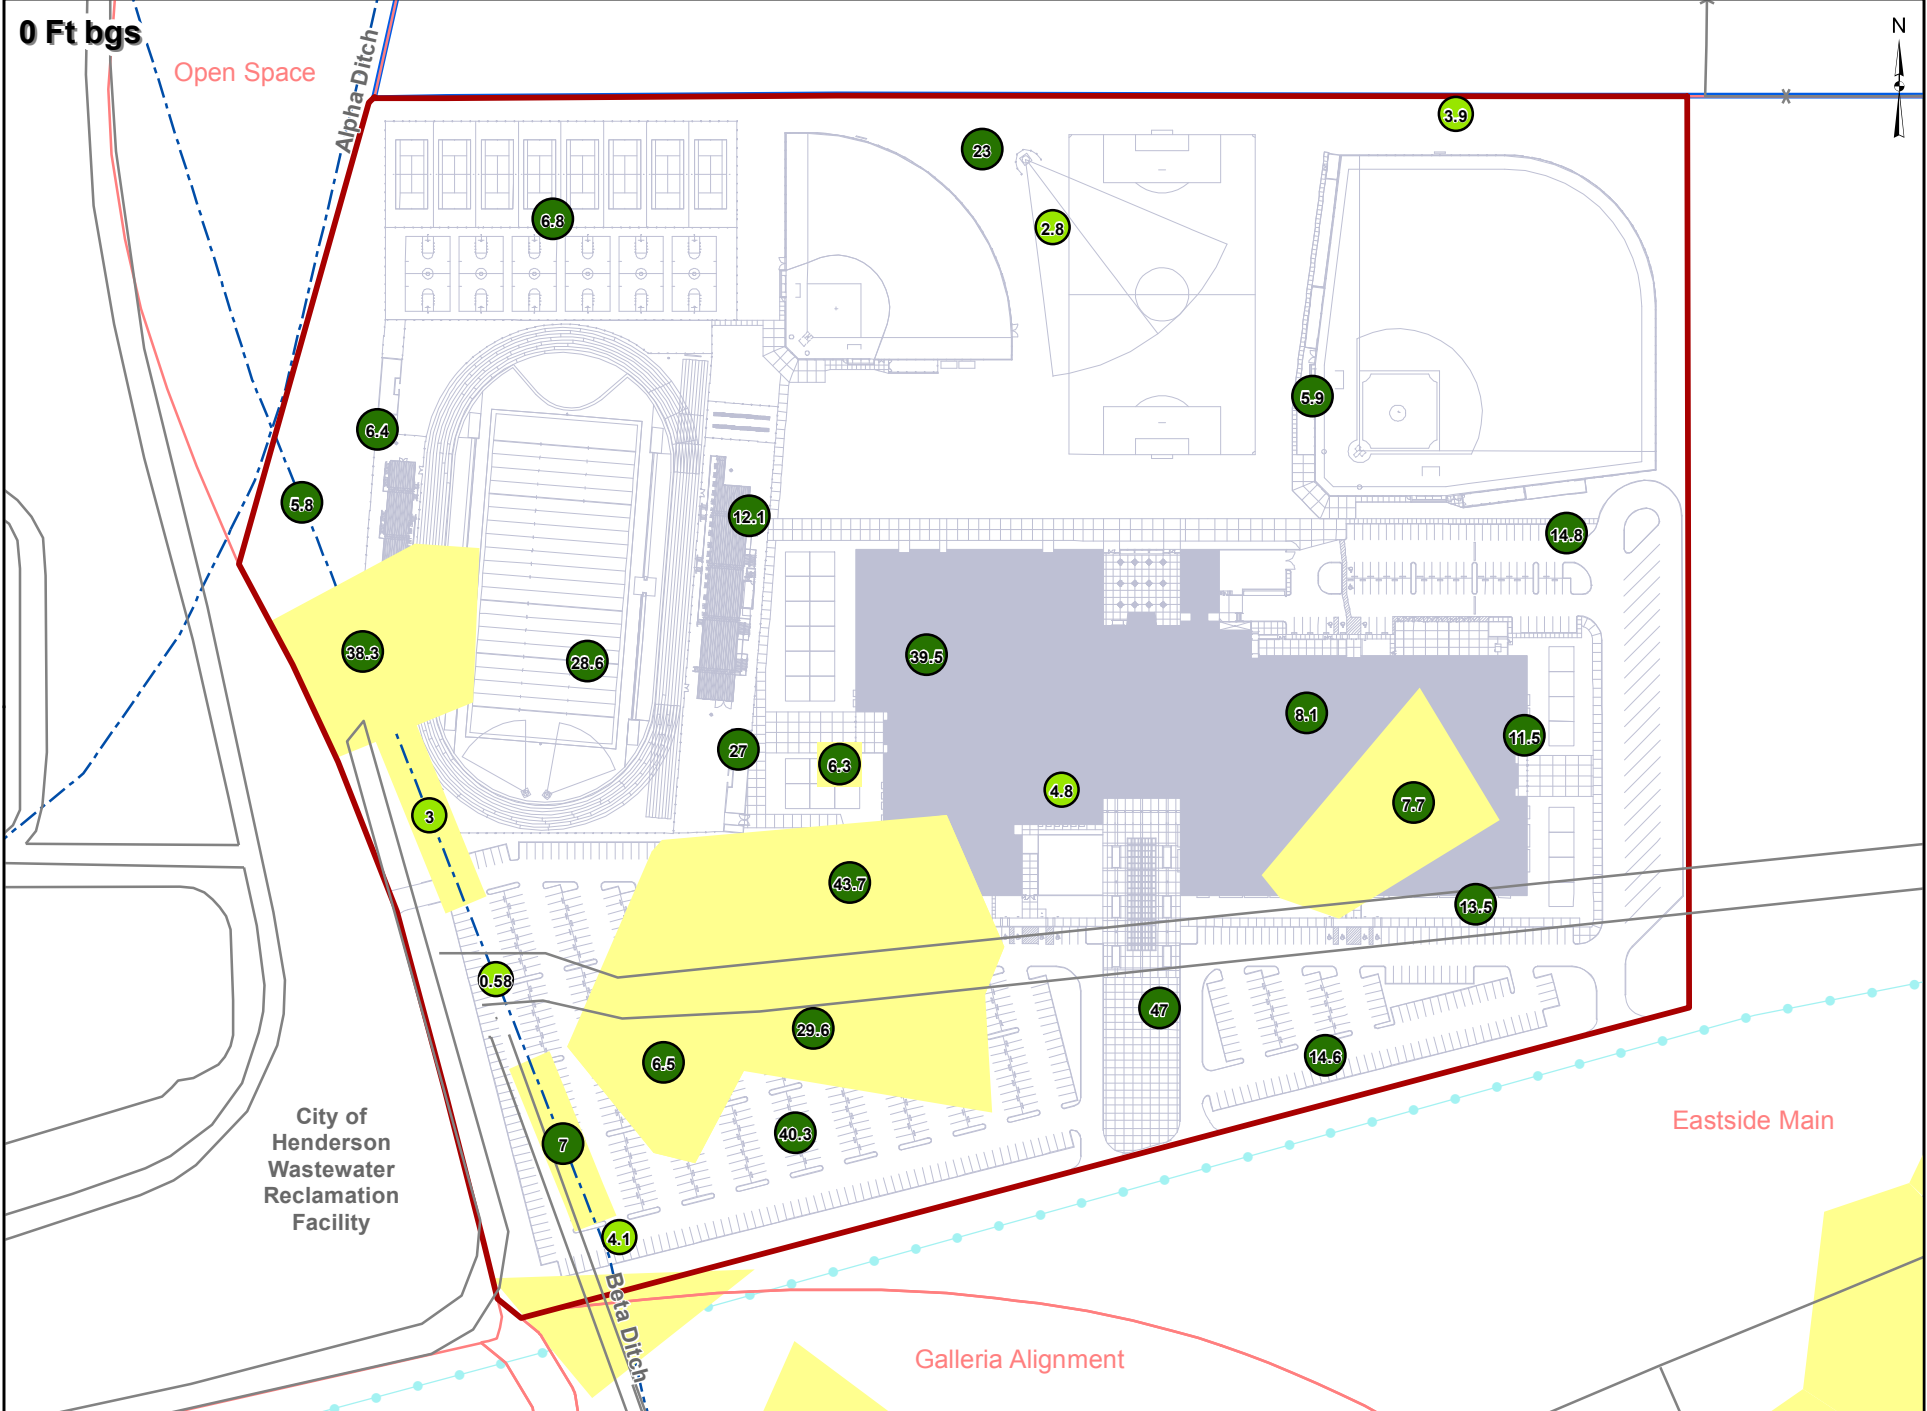 0 Ft bgs
N
Open Space
Alpha Ditch
3.9
23
6.8
2.8
5.9
6.4
5.8
12.1
14.8
38.3
28.6
39.5
8.1
11.5
27
6.3
4.8
7.7
3
43.7
13.5
0.58
47
29.6
14.6
6.5
City of
Henderson
Wastewater
Reclamation
Facility
Eastside Main
40.3
7
4.1
Beta Ditch
Galleria Alignment